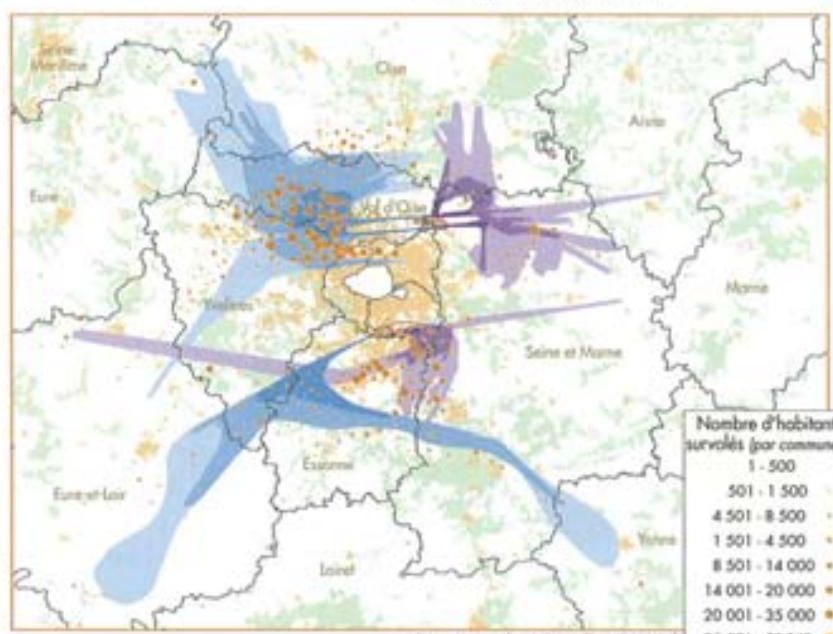 Seine
Maritime
Oise
Aisne
Eure
Val d'Oise
Marne
Yvelines
Seine et Marne
Essonne
Eure-et-Loir
Yonne
Loiret
Nombre d'habitant
survolés (par commune
1 - 500
501 - 1 500
4 501 - 8 500
1 501 - 4 500
8 501 - 14 000
14 001 - 20 000
20 001 - 35 000